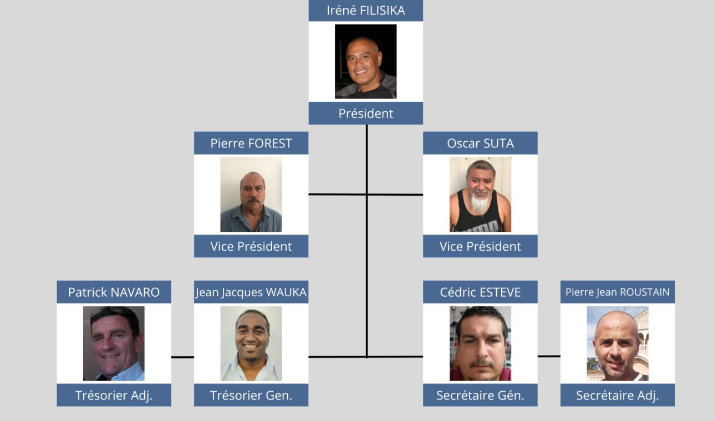 Iréné FILISIKA
Président
Pierre FOREST
Oscar SUTA
Vice Président
Vice Président
Patrick NAVARO
Jean Jacques WAUKA
Cédric ESTEVE
Pierre Jean ROUSTAIN
Trésorier Adj.
Trésorier Gen.
Secrétaire Gén.
Secrétaire Adj.